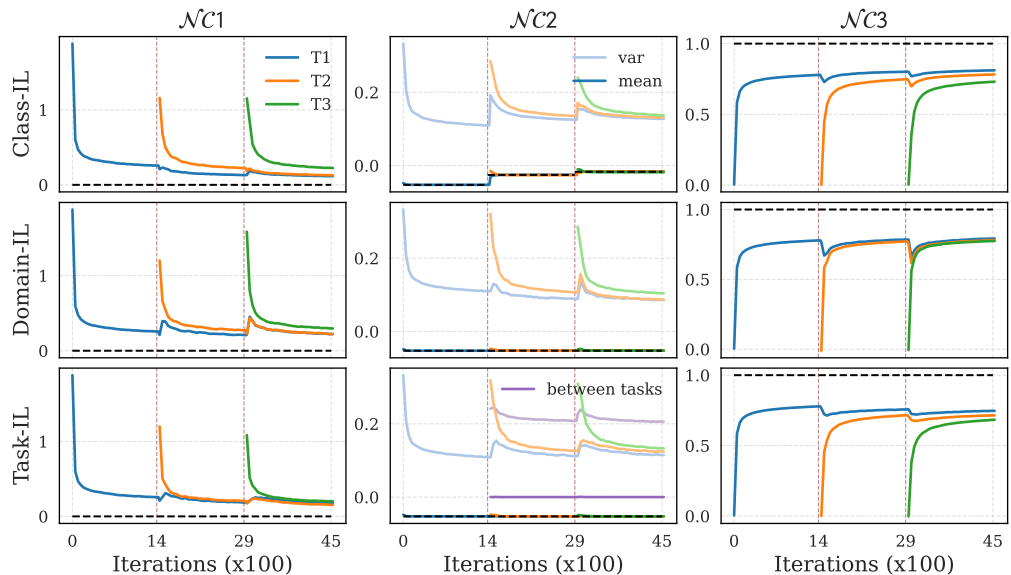 𝒩𝒞1 𝒩𝒞2 𝒩𝒞3
Class-IL
1
0
T1
T2
T3
0.2
0.0
var
mean
1.0
0.5
0.0
Domain-IL
1
0
0.2
0.0
1.0
0.5
0.0
Task-IL
1
0
0.2
0.0
between tasks
1.0
0.5
0.0
0 14 29 45
0 14 29 45
0 14 29 45
Iterations (x100) Iterations (x100) Iterations (x100)